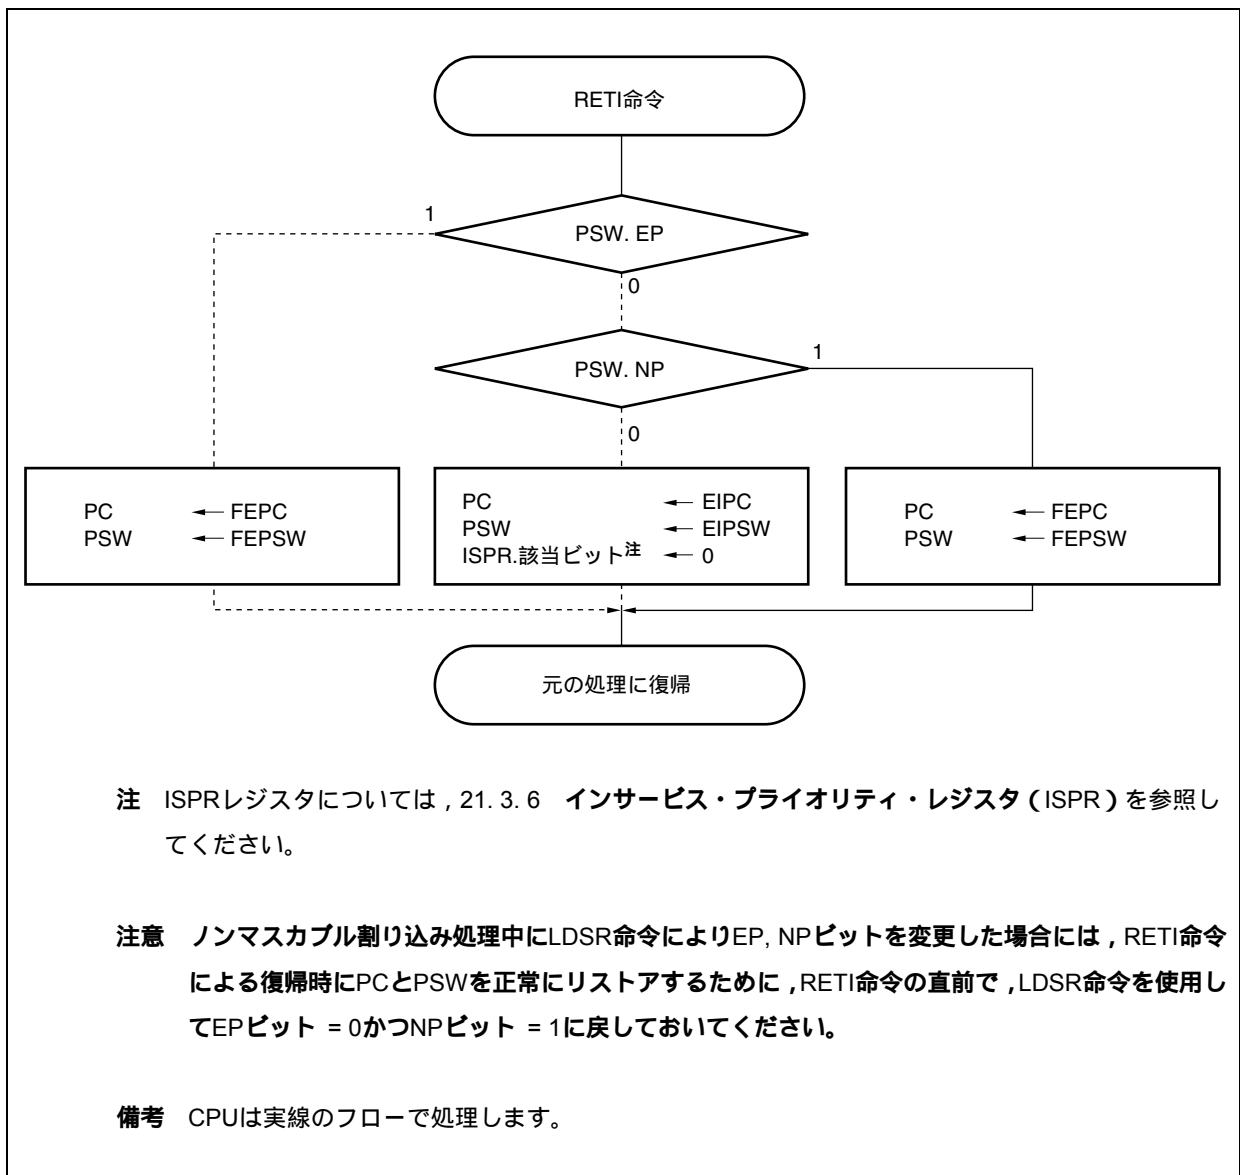 RETI命令
1
PSW. EP
0
PSW. NP
1
0
PC ← FEPC
PSW ← FEPSW
PC ← EIPC
PSW ← EIPSW
ISPR.該当ビット注 ← 0
PC ← FEPC
PSW ← FEPSW
元の処理に復帰
注 ISPRレジスタについては,21. 3. 6 インサービス・プライオリティ・レジスタ(ISPR)を参照し
てください。
注意 ノンマスカブル割り込み処理中にLDSR命令によりEP, NPビットを変更した場合には,RETI命令
による復帰時にPCとPSWを正常にリストアするために,RETI命令の直前で,LDSR命令を使用し
てEPビット = 0かつNPビット = 1に戻しておいてください。
備考 CPUは実線のフローで処理します。